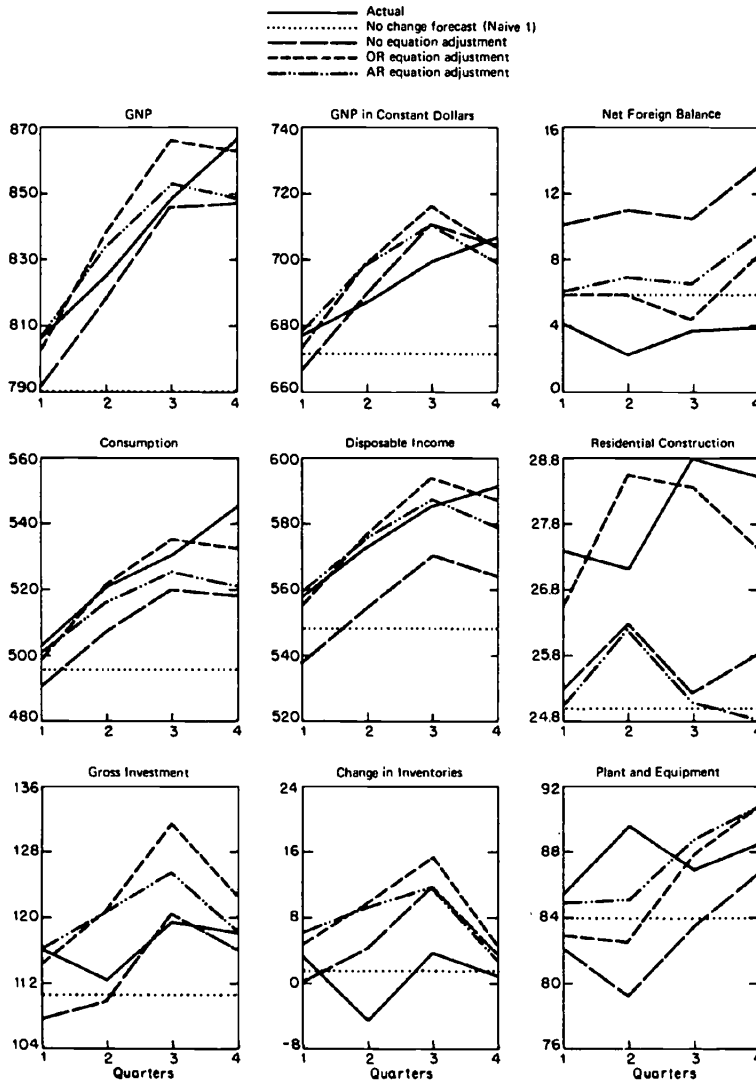 Actual
No change forecast (Naive 1)
No equation adjustment
OR equation adjustment
AR equation adjustment
GNP
870
850
830
810
790
1 2 3 4
GNP in Constant Dollars
740
720
700
680
660
1 2 3 4
Net Foreign Balance
16
12
8
4
0
1 2 3 4
Consumption
560
540
520
500
480
1 2 3 4
Disposable Income
600
580
560
540
520
1 2 3 4
Residential Construction
28.8
27.8
26.8
25.8
24.8
1 2 3 4
Gross Investment
136
128
120
112
104
1 2 3 4
Quarters
Change in Inventories
24
16
8
0
-8
1 2 3 4
Quarters
Plant and Equipment
92
88
84
80
76
1 2 3 4
Quarters